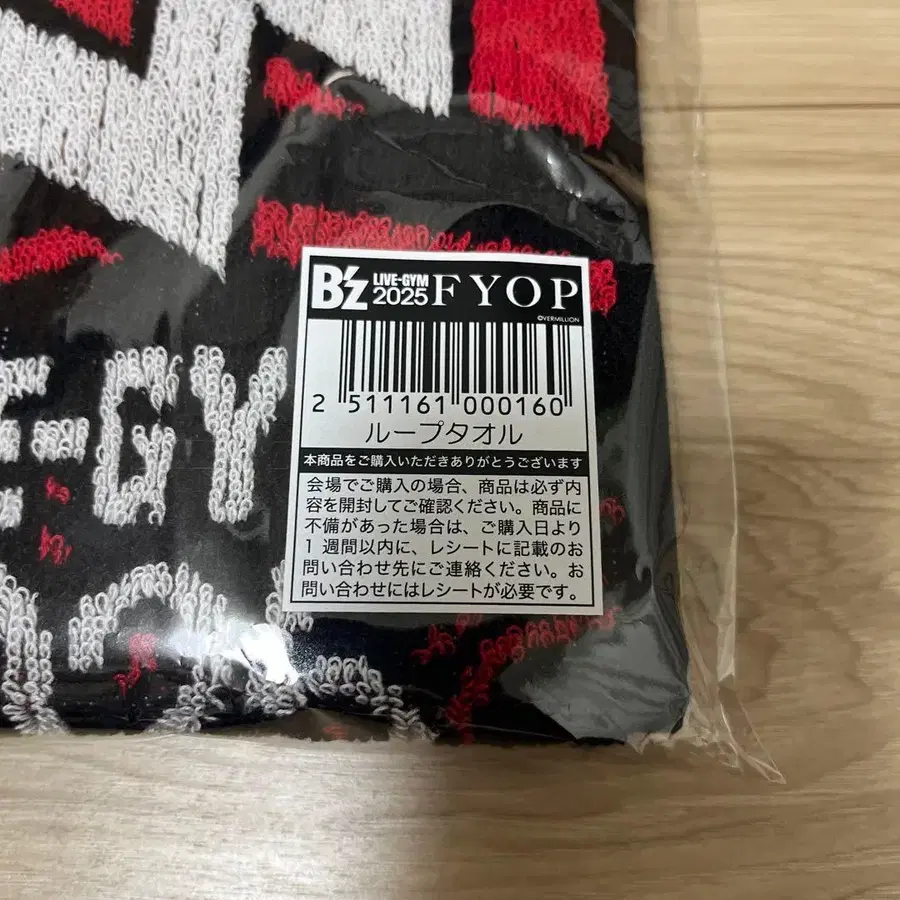 B'z LIVE-GYM 2025 FYOP
©VERMILLION
2 511161 000160
ループタオル
本商品をご購入いただきありがとうございます
会場でご購入の場合、商品は必ず内
容を開封してご確認ください。商品に
不備があった場合は、ご購入日より
1 週間以内に、レシートに記載のお
問い合わせ先にご連絡ください。お
問い合わせにはレシートが必要です。
E-GY